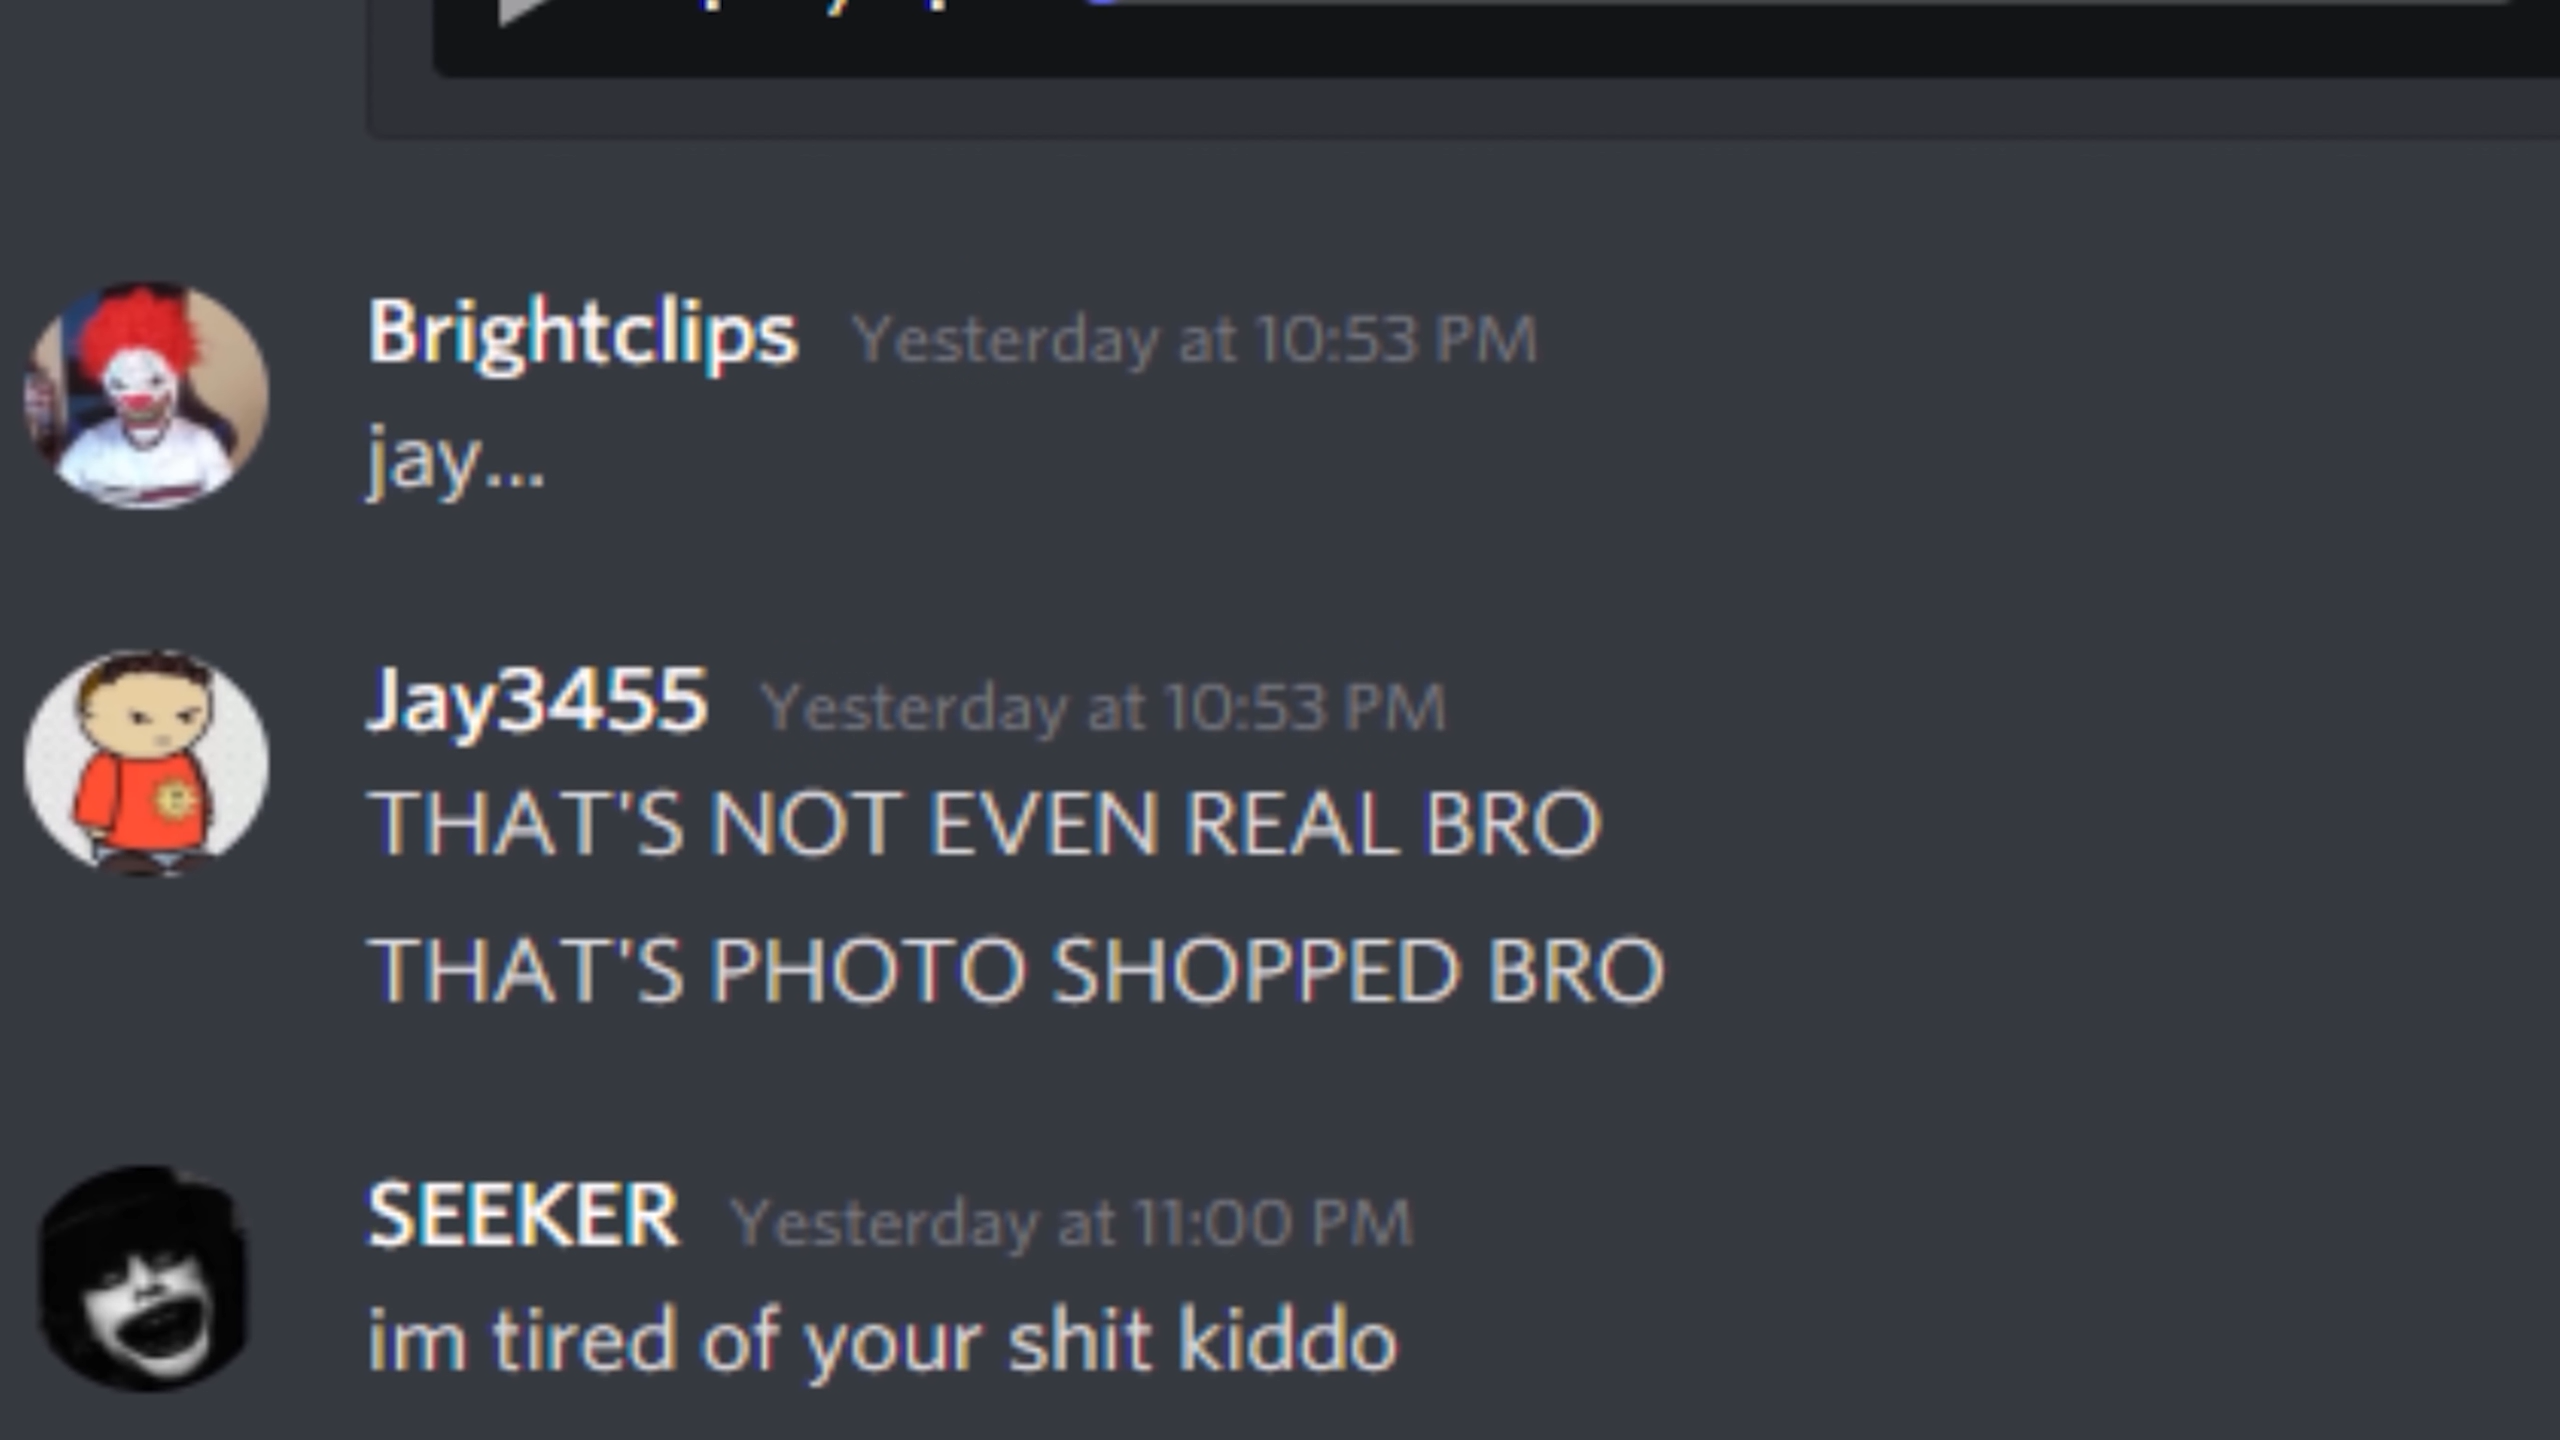 Brightclips Yesterday at 10:53 PM
jay...
Jay3455 Yesterday at 10:53 PM
THAT'S NOT EVEN REAL BRO
THAT'S PHOTO SHOPPED BRO
SEEKER Yesterday at 11:00 PM
im tired of your shit kiddo